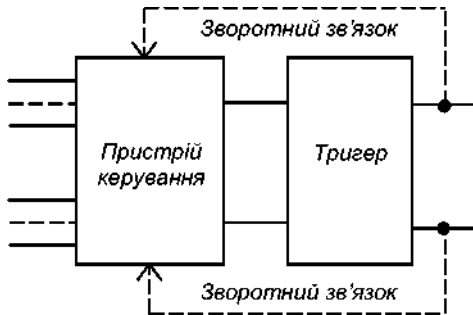 Зворотний зв'язок
Пристрій
керування
Тригер
Зворотний зв'язок